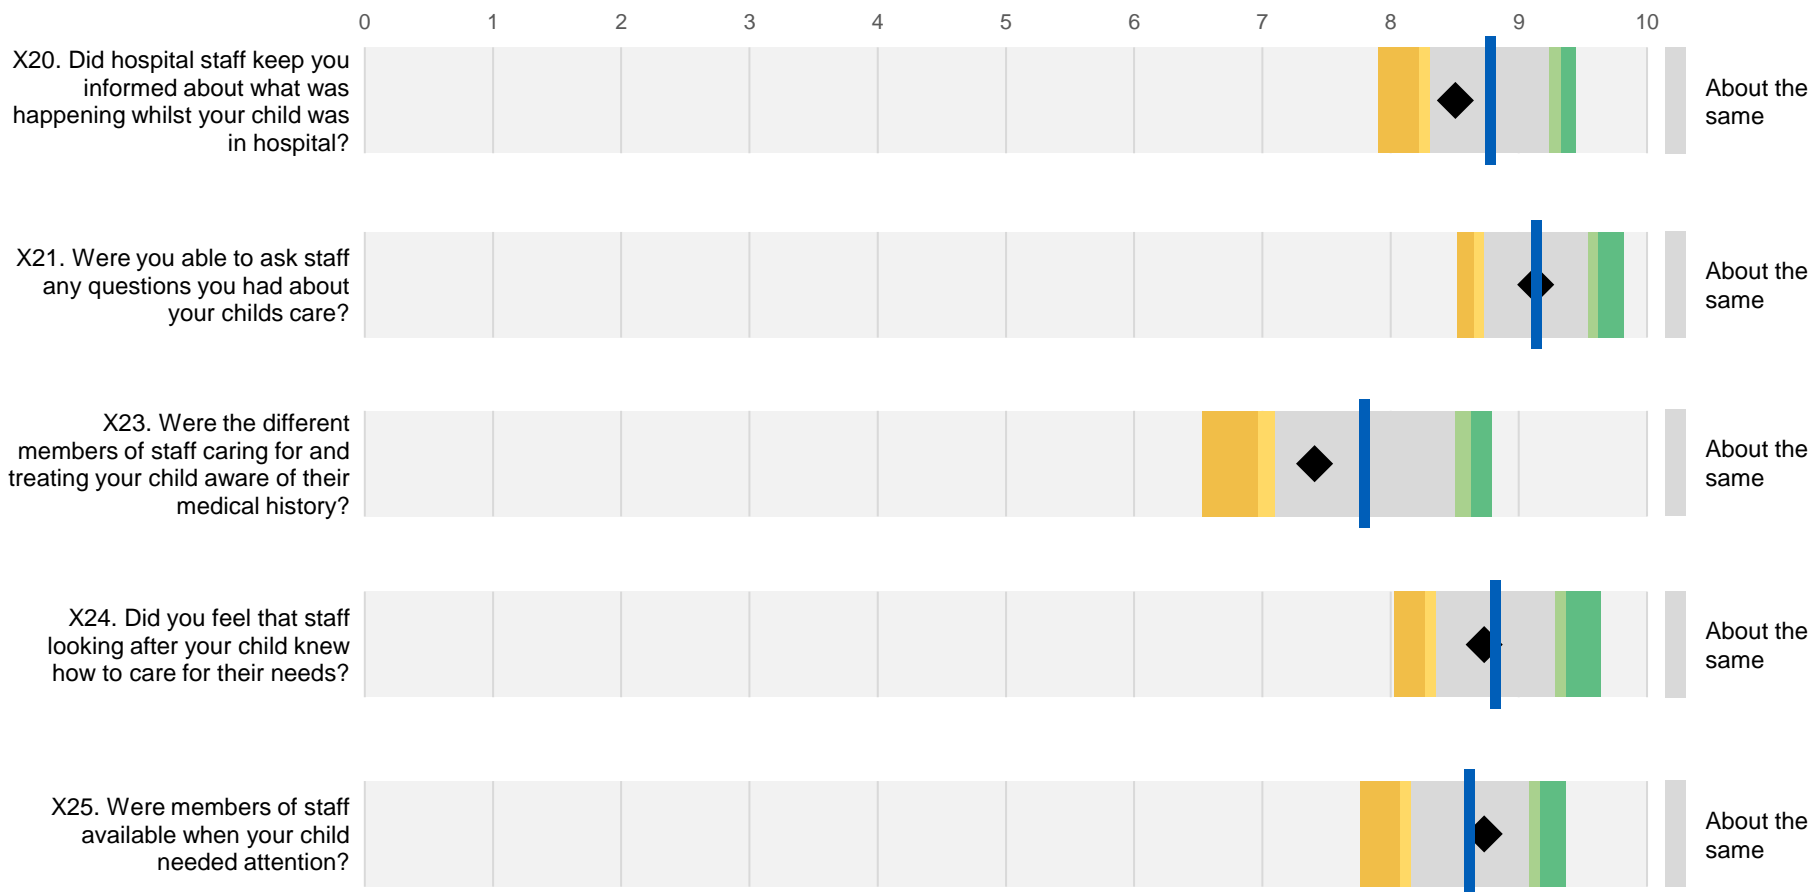 0 1 2 3 4 5 6 7 8 9 10
X20. Did hospital staff keep you
informed about what was
happening whilst your child was
in hospital?
About the
same
X21. Were you able to ask staff
any questions you had about
your childs care?
About the
same
X23. Were the different
members of staff caring for and
treating your child aware of their
medical history?
About the
same
X24. Did you feel that staff
looking after your child knew
how to care for their needs?
About the
same
X25. Were members of staff
available when your child
needed attention?
About the
same